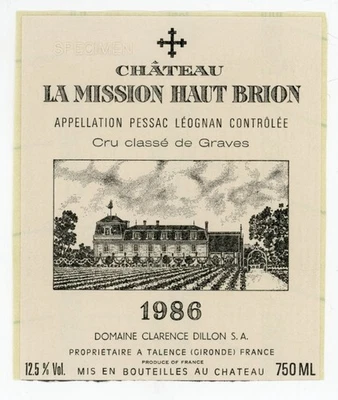 SPECIMEN
CHÂTEAU
LA MISSION HAUT BRION
APPELLATION PESSAC LÉOGNAN CONTRÔLÉE
Cru classé de Graves
1986
DOMAINE CLARENCE DILLON S.A.
PROPRIETAIRE A TALENCE (GIRONDE) FRANCE
PRODUCE OF FRANCE
12.5 % Vol. MIS EN BOUTEILLES AU CHATEAU 750 ML